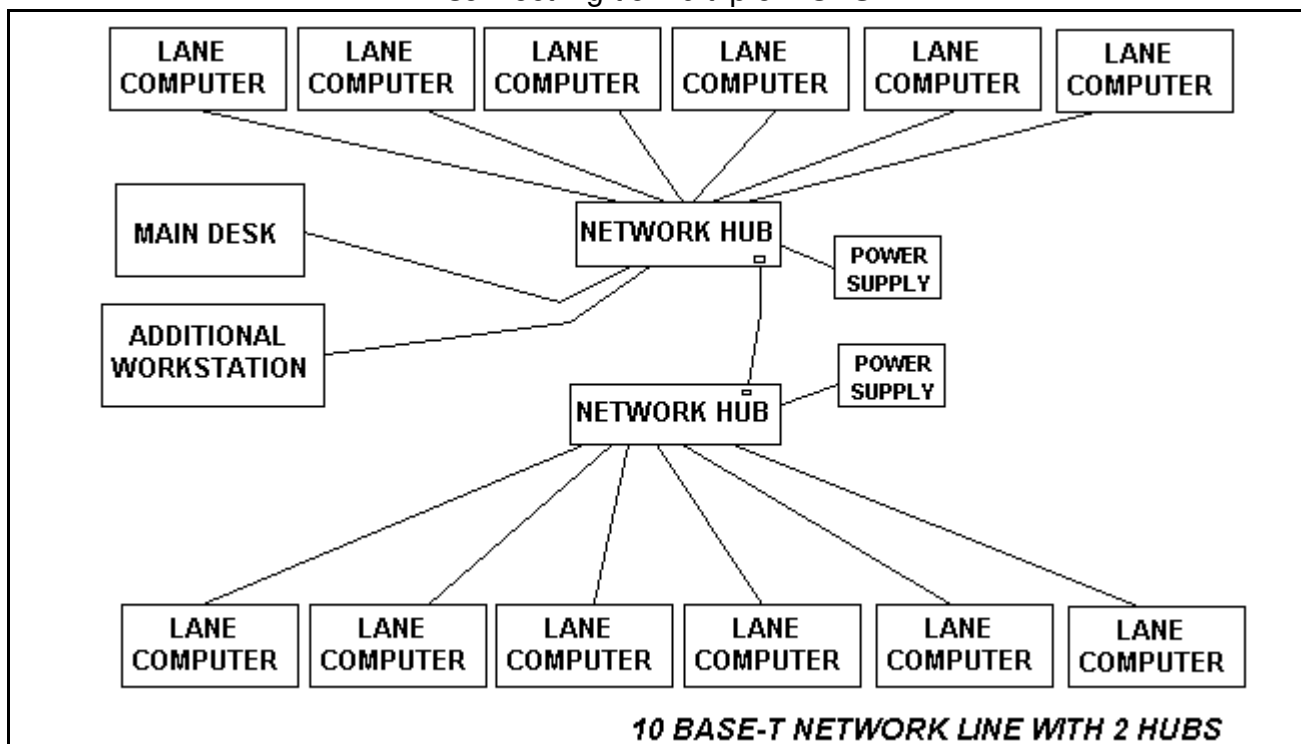 LANE
COMPUTER
LANE
COMPUTER
LANE
COMPUTER
LANE
COMPUTER
LANE
COMPUTER
LANE
COMPUTER
MAIN DESK
NETWORK HUB
POWER
SUPPLY
ADDITIONAL
WORKSTATION
POWER
SUPPLY
NETWORK HUB
LANE
COMPUTER
LANE
COMPUTER
LANE
COMPUTER
LANE
COMPUTER
LANE
COMPUTER
LANE
COMPUTER
10 BASE-T NETWORK LINE WITH 2 HUBS